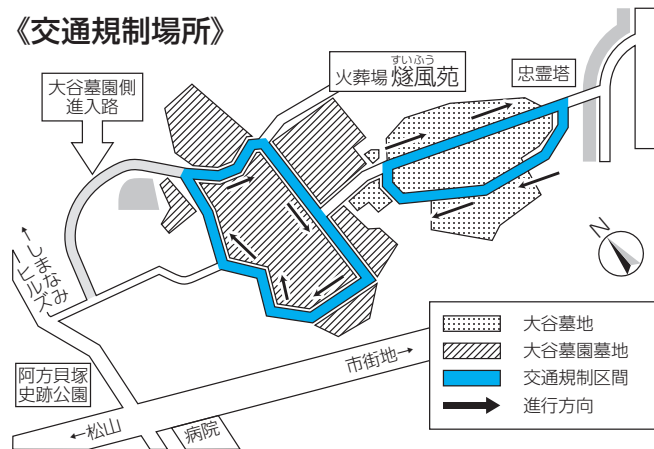 《交通規制場所》
大谷墓園側
進入路
すいふう
火葬場 燧風苑
忠霊塔
N
←しまなみ
ヒルズ
阿方貝塚
史跡公園
市街地→
←松山
病院
大谷墓地
大谷墓園墓地
交通規制区間
進行方向